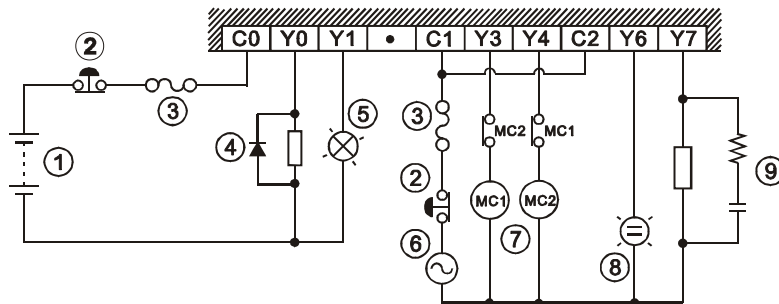 C0 Y0 Y1 • C1 Y3 Y4 C2 Y6 Y7
②
③
①
④
⑤
③
②
⑥
MC2
MC1
MC1
MC2
⑦
⑧
⑨